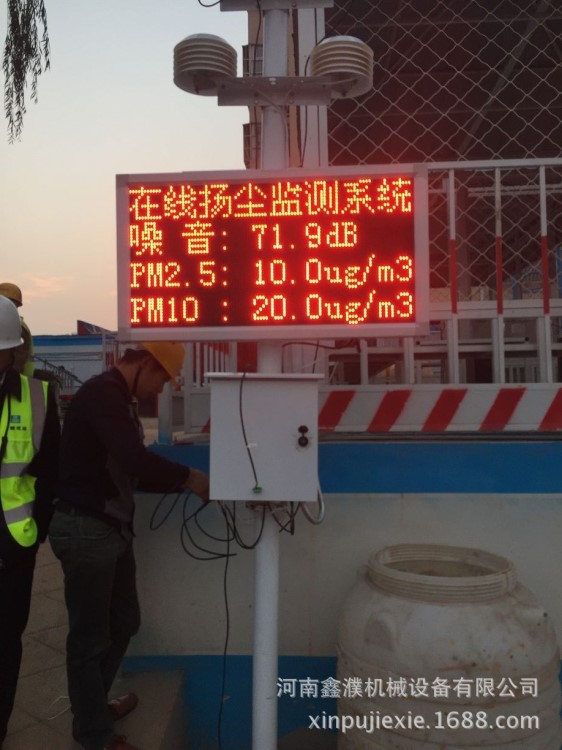 在线扬尘监测系统
噪 音: 71.9dB
PM2.5: 10.0ug/m3
PM10 : 20.0ug/m3
河南鑫濮机械设备有限公司
xinpujiexie.1688.com